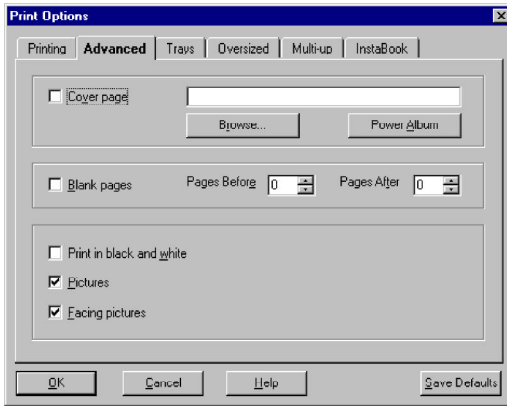 Print Options
Printing Advanced Trays Oversized Multi-up InstaBook
Cover page
Browse... Power Album
Blank pages Pages Before 0 Pages After 0
Print in black and white
Pictures
Facing pictures
OK Cancel Help Save Defaults